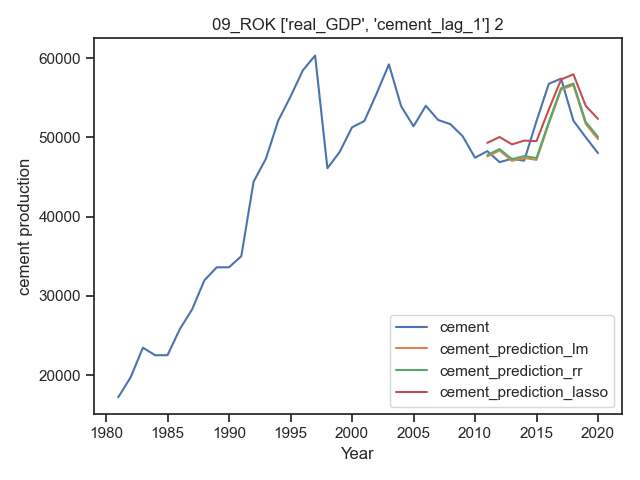 09_ROK ['real_GDP', 'cement_lag_1'] 2
cement production
60000
50000
40000
30000
20000
1980
1985
1990
1995
2000
2005
2010
2015
2020
Year
cement
cement_prediction_lm
cement_prediction_rr
cement_prediction_lasso